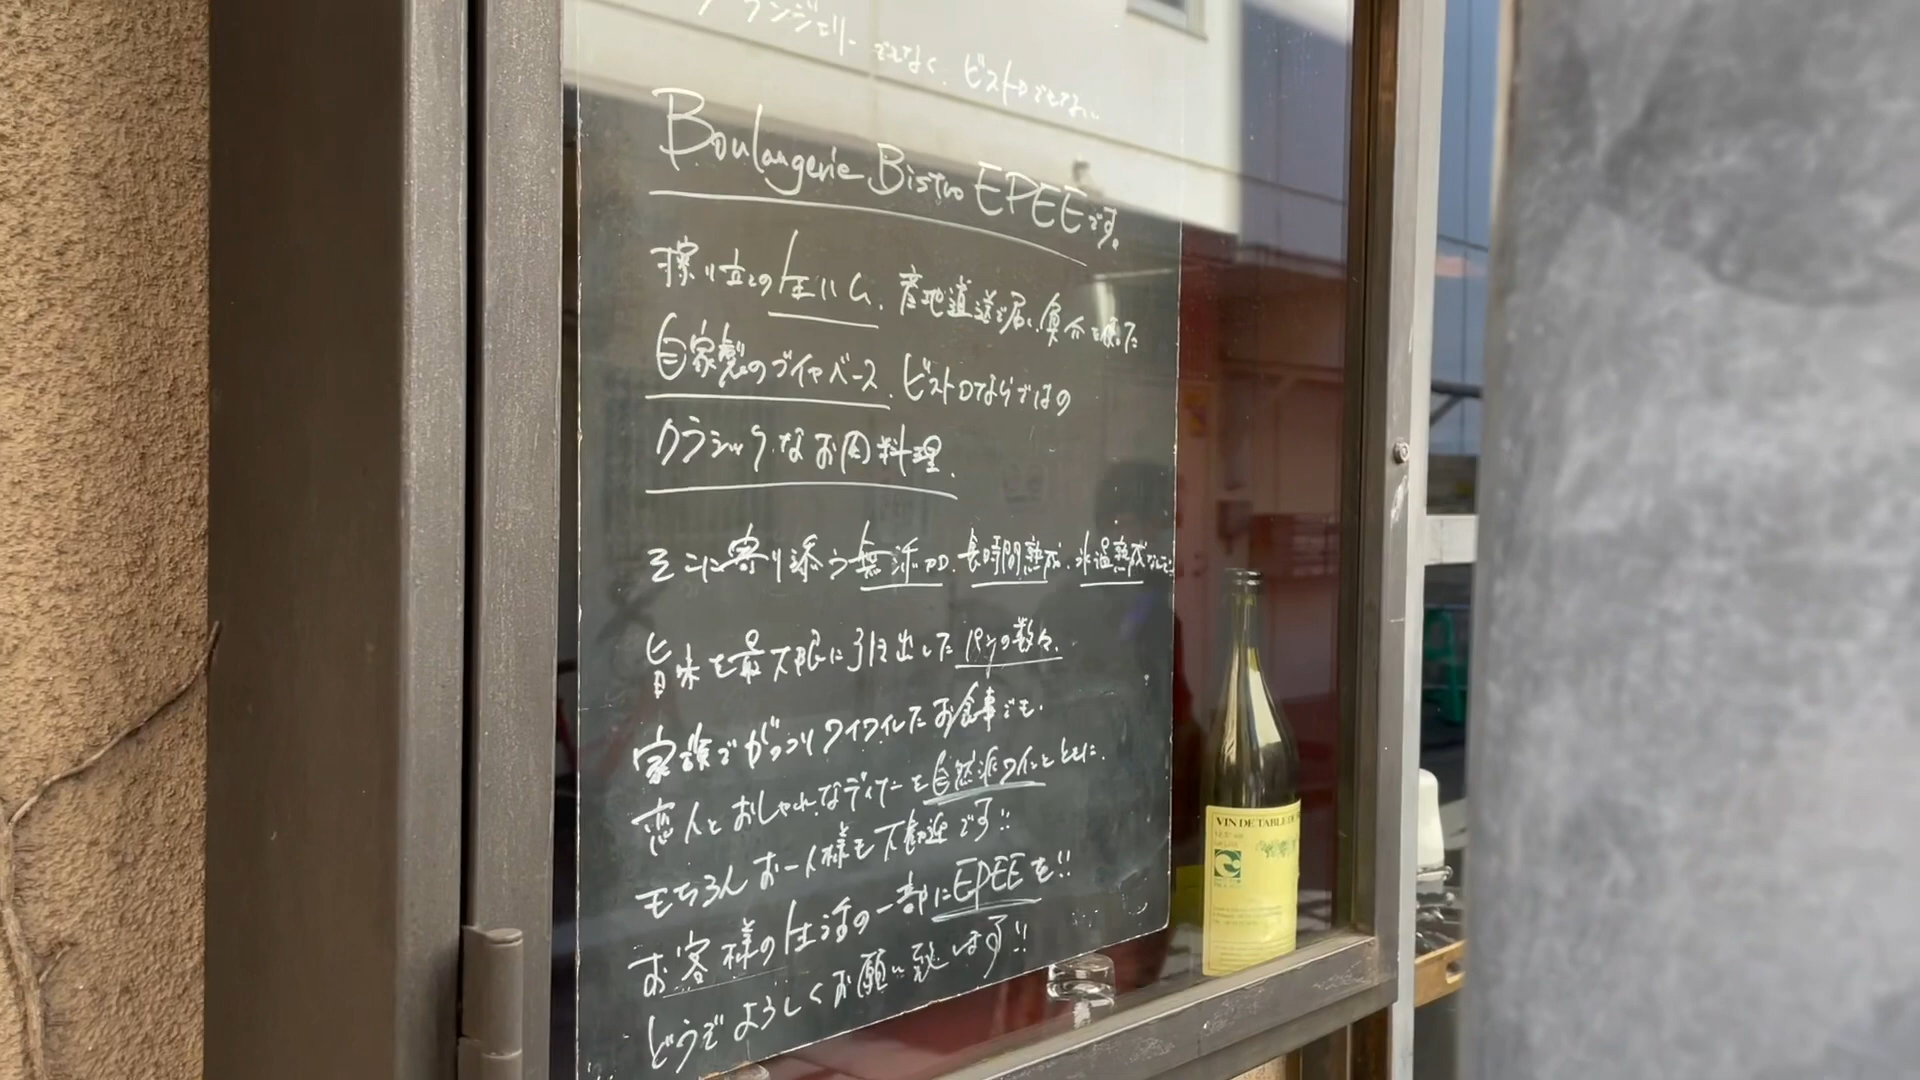 ブランジェリーでもなく、ビストロでもない
Boulangerie Bistro EPEEです。
搾り立ての生ハム、産地直送で届く魚介を使った
自家製のブイヤベース、ビストロならではの
クラシックなお肉料理、
そこに寄り添う無添加、長時間熟成、氷温熟成などで
旨味を最大限に引き出したパンの数々、
家族でがっつりワイワイしたお食事でも、
恋人とおしゃれなディナーを自然派ワインとともに、
もちろんお一人様も大歓迎です!!
お客様の生活の一部にEPEEを!!
どうぞよろしくお願い致します!!
VIN DE TABLE DE